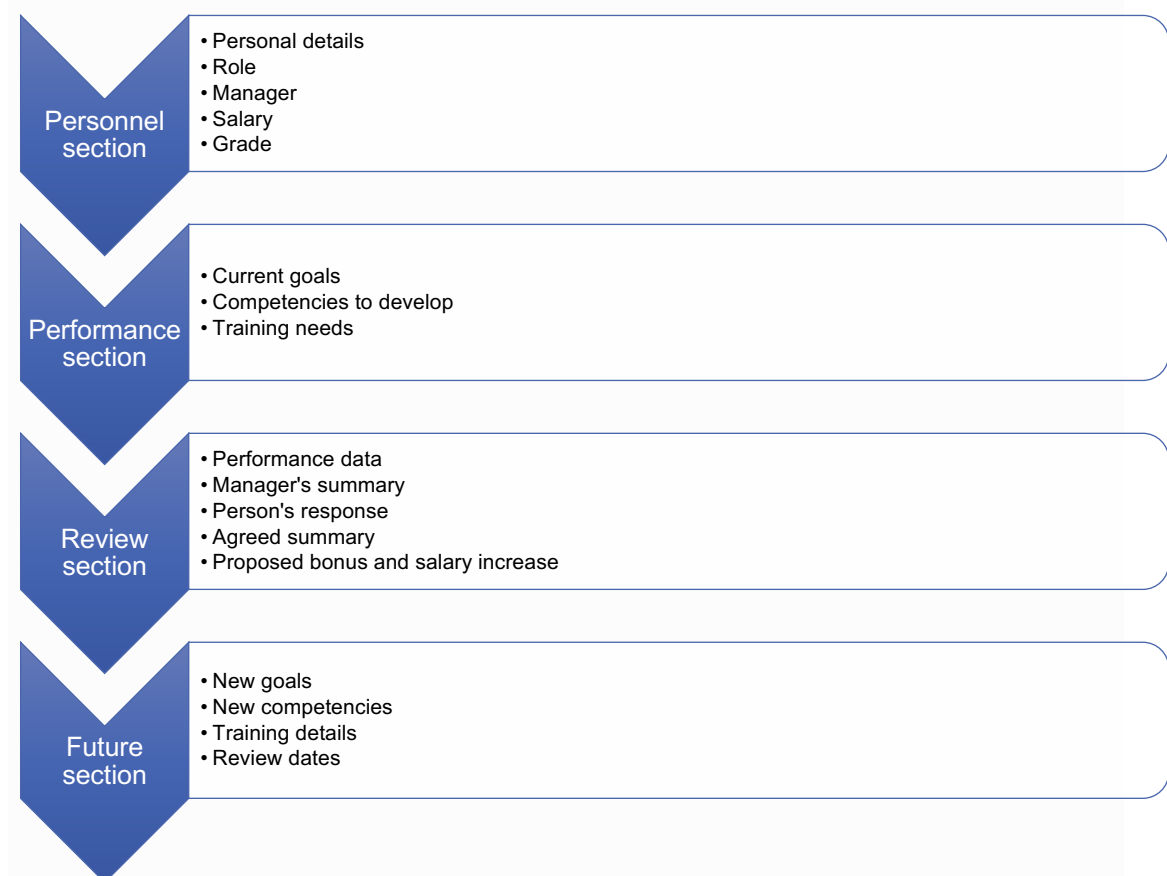 Personnel
section
• Personal details
• Role
• Manager
• Salary
• Grade
Performance
section
• Current goals
• Competencies to develop
• Training needs
Review
section
• Performance data
• Manager's summary
• Person's response
• Agreed summary
• Proposed bonus and salary increase
Future
section
• New goals
• New competencies
• Training details
• Review dates